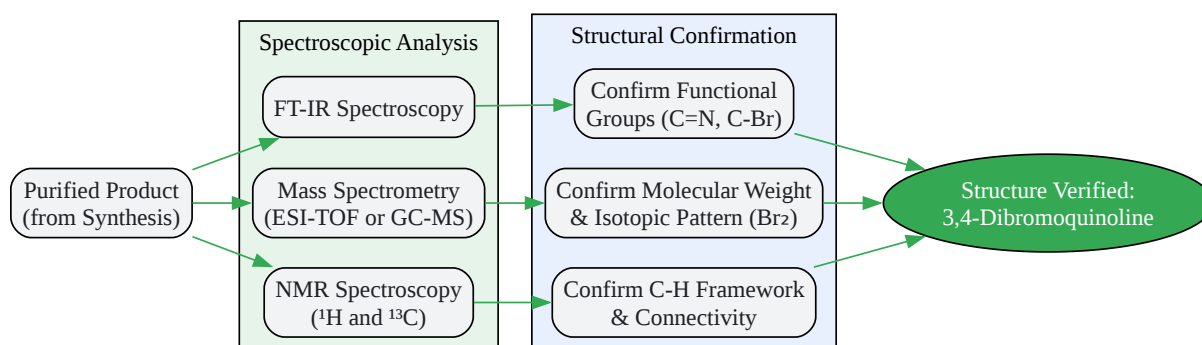 Spectroscopic Analysis
Structural Confirmation
FT-IR Spectroscopy
Confirm Functional
Groups (C=N, C-Br)
Purified Product
(from Synthesis)
Mass Spectrometry
(ESI-TOF or GC-MS)
Confirm Molecular Weight
& Isotopic Pattern (Br₂)
Structure Verified:
3,4-Dibromoquinoline
NMR Spectroscopy
(¹H and ¹³C)
Confirm C-H Framework
& Connectivity